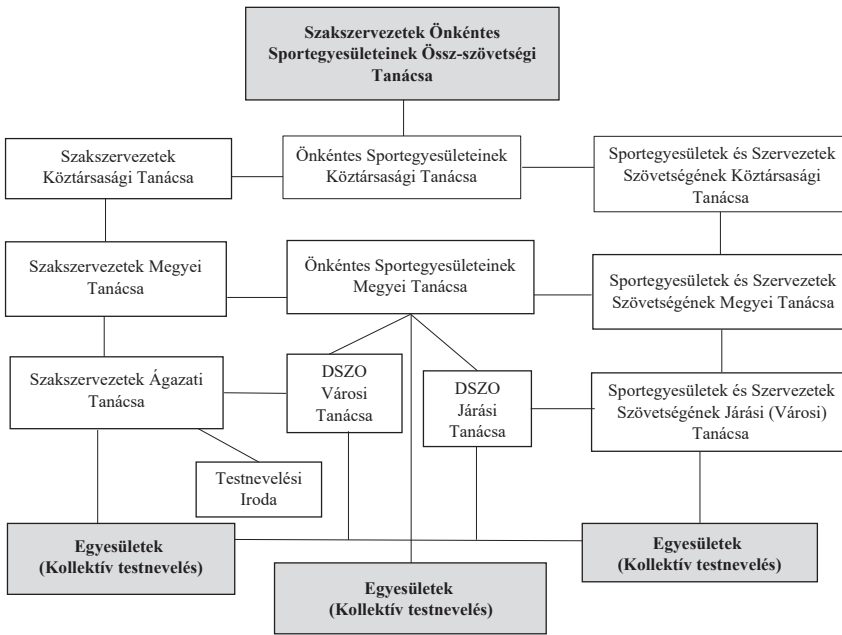 Szakszervezetek Önkéntes
Sportegyesületeinek Össz-szövetségi
Tanácsa
Szakszervezetek
Köztársasági Tanácsa
Önkéntes Sportegyesületeinek
Köztársasági Tanácsa
Sportegyesületek és Szervezetek
Szövetségének Köztársasági
Tanácsa
Szakszervezetek Megyei
Tanácsa
Önkéntes Sportegyesületeinek
Megyei Tanácsa
Sportegyesületek és Szervezetek
Szövetségének Megyei Tanácsa
Szakszervezetek Ágazati
Tanácsa
DSZO
Városi
Tanácsa
DSZO
Járási
Tanácsa
Sportegyesületek és Szervezetek
Szövetségének Járási (Városi)
Tanácsa
Testnevelési
Iroda
Egyesületek
(Kollektív testnevelés)
Egyesületek
(Kollektív testnevelés)
Egyesületek
(Kollektív testnevelés)